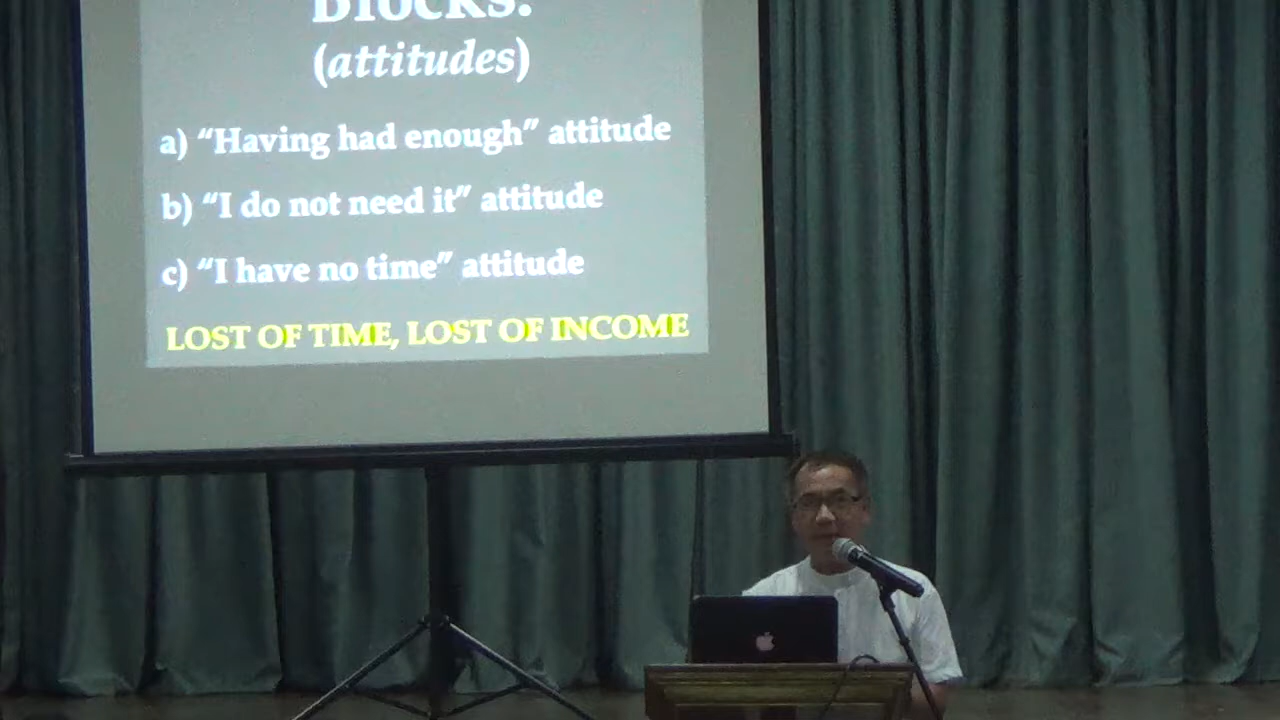 Blocks:
(attitudes)
a) “Having had enough” attitude
b) “I do not need it” attitude
c) “I have no time” attitude
LOST OF TIME, LOST OF INCOME